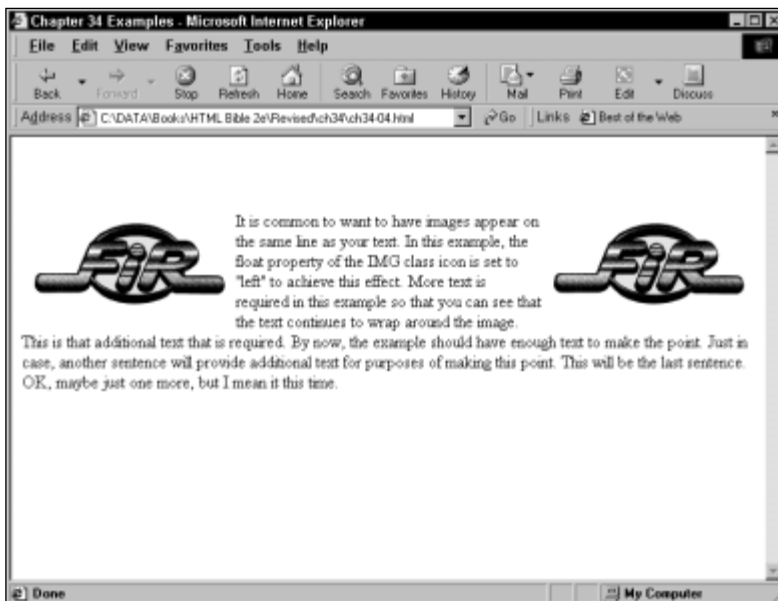 Chapter 34 Examples - Microsoft Internet Explorer
File Edit View Favorites Tools Help
Back Forward Stop Refresh Home Search Favorites History Mail Print Edit Discuss
Address C:\DATA\Books\HTML Bible 2e\Revised\ch34\ch34-04.html Go Links Best of the Web
FiR
FiR
It is common to want to have images appear on
the same line as your text. In this example, the
float property of the IMG class icon is set to
"left" to achieve this effect. More text is
required in this example so that you can see that
the text continues to wrap around the image.
This is that additional text that is required. By now, the example should have enough text to make the point. Just in
case, another sentence will provide additional text for purposes of making this point. This will be the last sentence.
OK, maybe just one more, but I mean it this time.
Done My Computer